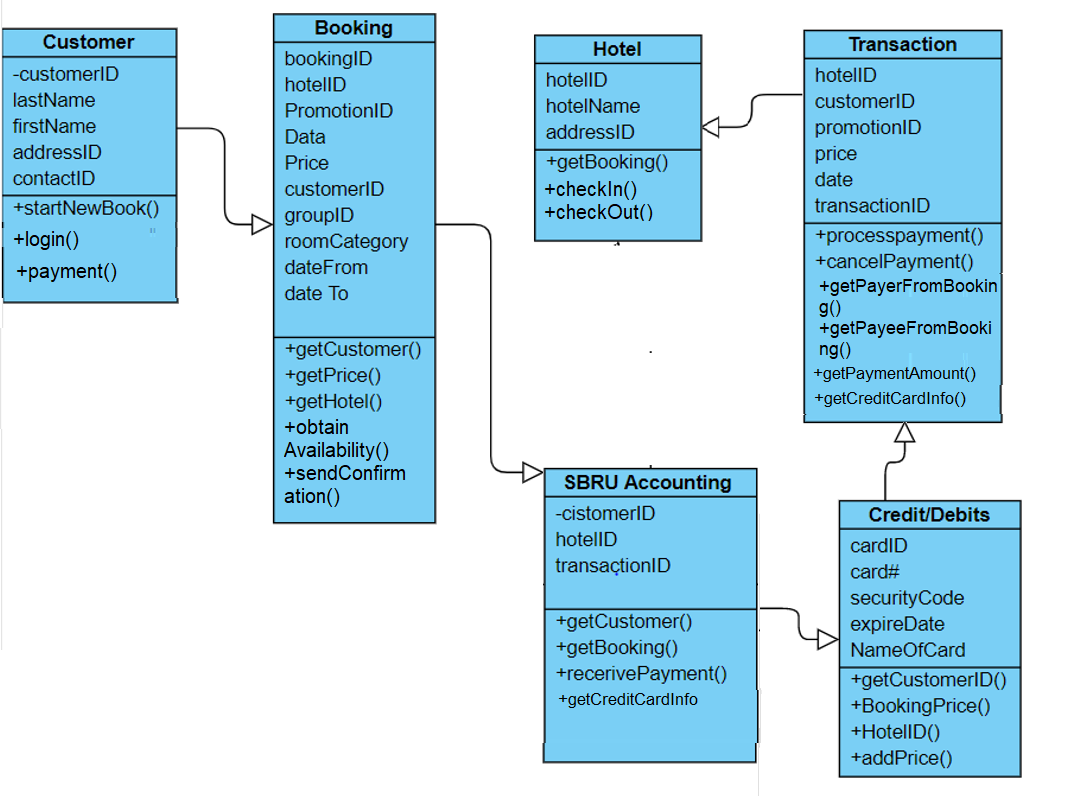 Customer
-customerID
lastName
firstName
addressID
contactID
+startNewBook()
+login()
+payment()
Booking
bookingID
hotelID
PromotionID
Data
Price
customerID
groupID
roomCategory
dateFrom
date To
+getCustomer()
+getPrice()
+getHotel()
+obtain
Availability()
+sendConfirm
ation()
Hotel
hotelID
hotelName
addressID
+getBooking()
+checkIn()
+checkOut()
Transaction
hotelID
customerID
promotionID
price
date
transactionID
+processpayment()
+cancelPayment()
+getPayerFromBookin
g()
+getPayeeFromBooki
ng()
+getPaymentAmount()
+getCreditCardInfo()
SBRU Accounting
-cistomerID
hotelID
transactionID
+getCustomer()
+getBooking()
+recerivePayment()
+getCreditCardInfo
Credit/Debits
cardID
card#
securityCode
expireDate
NameOfCard
+getCustomerID()
+BookingPrice()
+HotelID()
+addPrice()